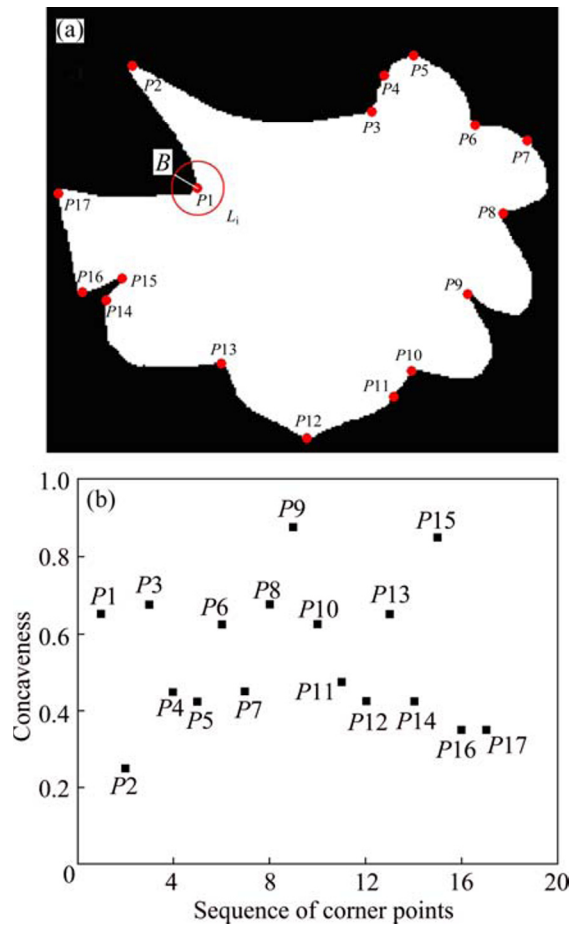 (a)
P2
P5
P4
P3
P6
P7
B
P1
P17
L_i
P8
P16
P15
P9
P14
P13
P10
P11
P12
(b)
1.0
0.8
0.6
0.4
0.2
0
Concaveness
P9
P15
P1
P3
P8
P6
P10
P13
P4
P5
P7
P11
P12
P14
P16
P17
P2
4
8
12
16
20
Sequence of corner points